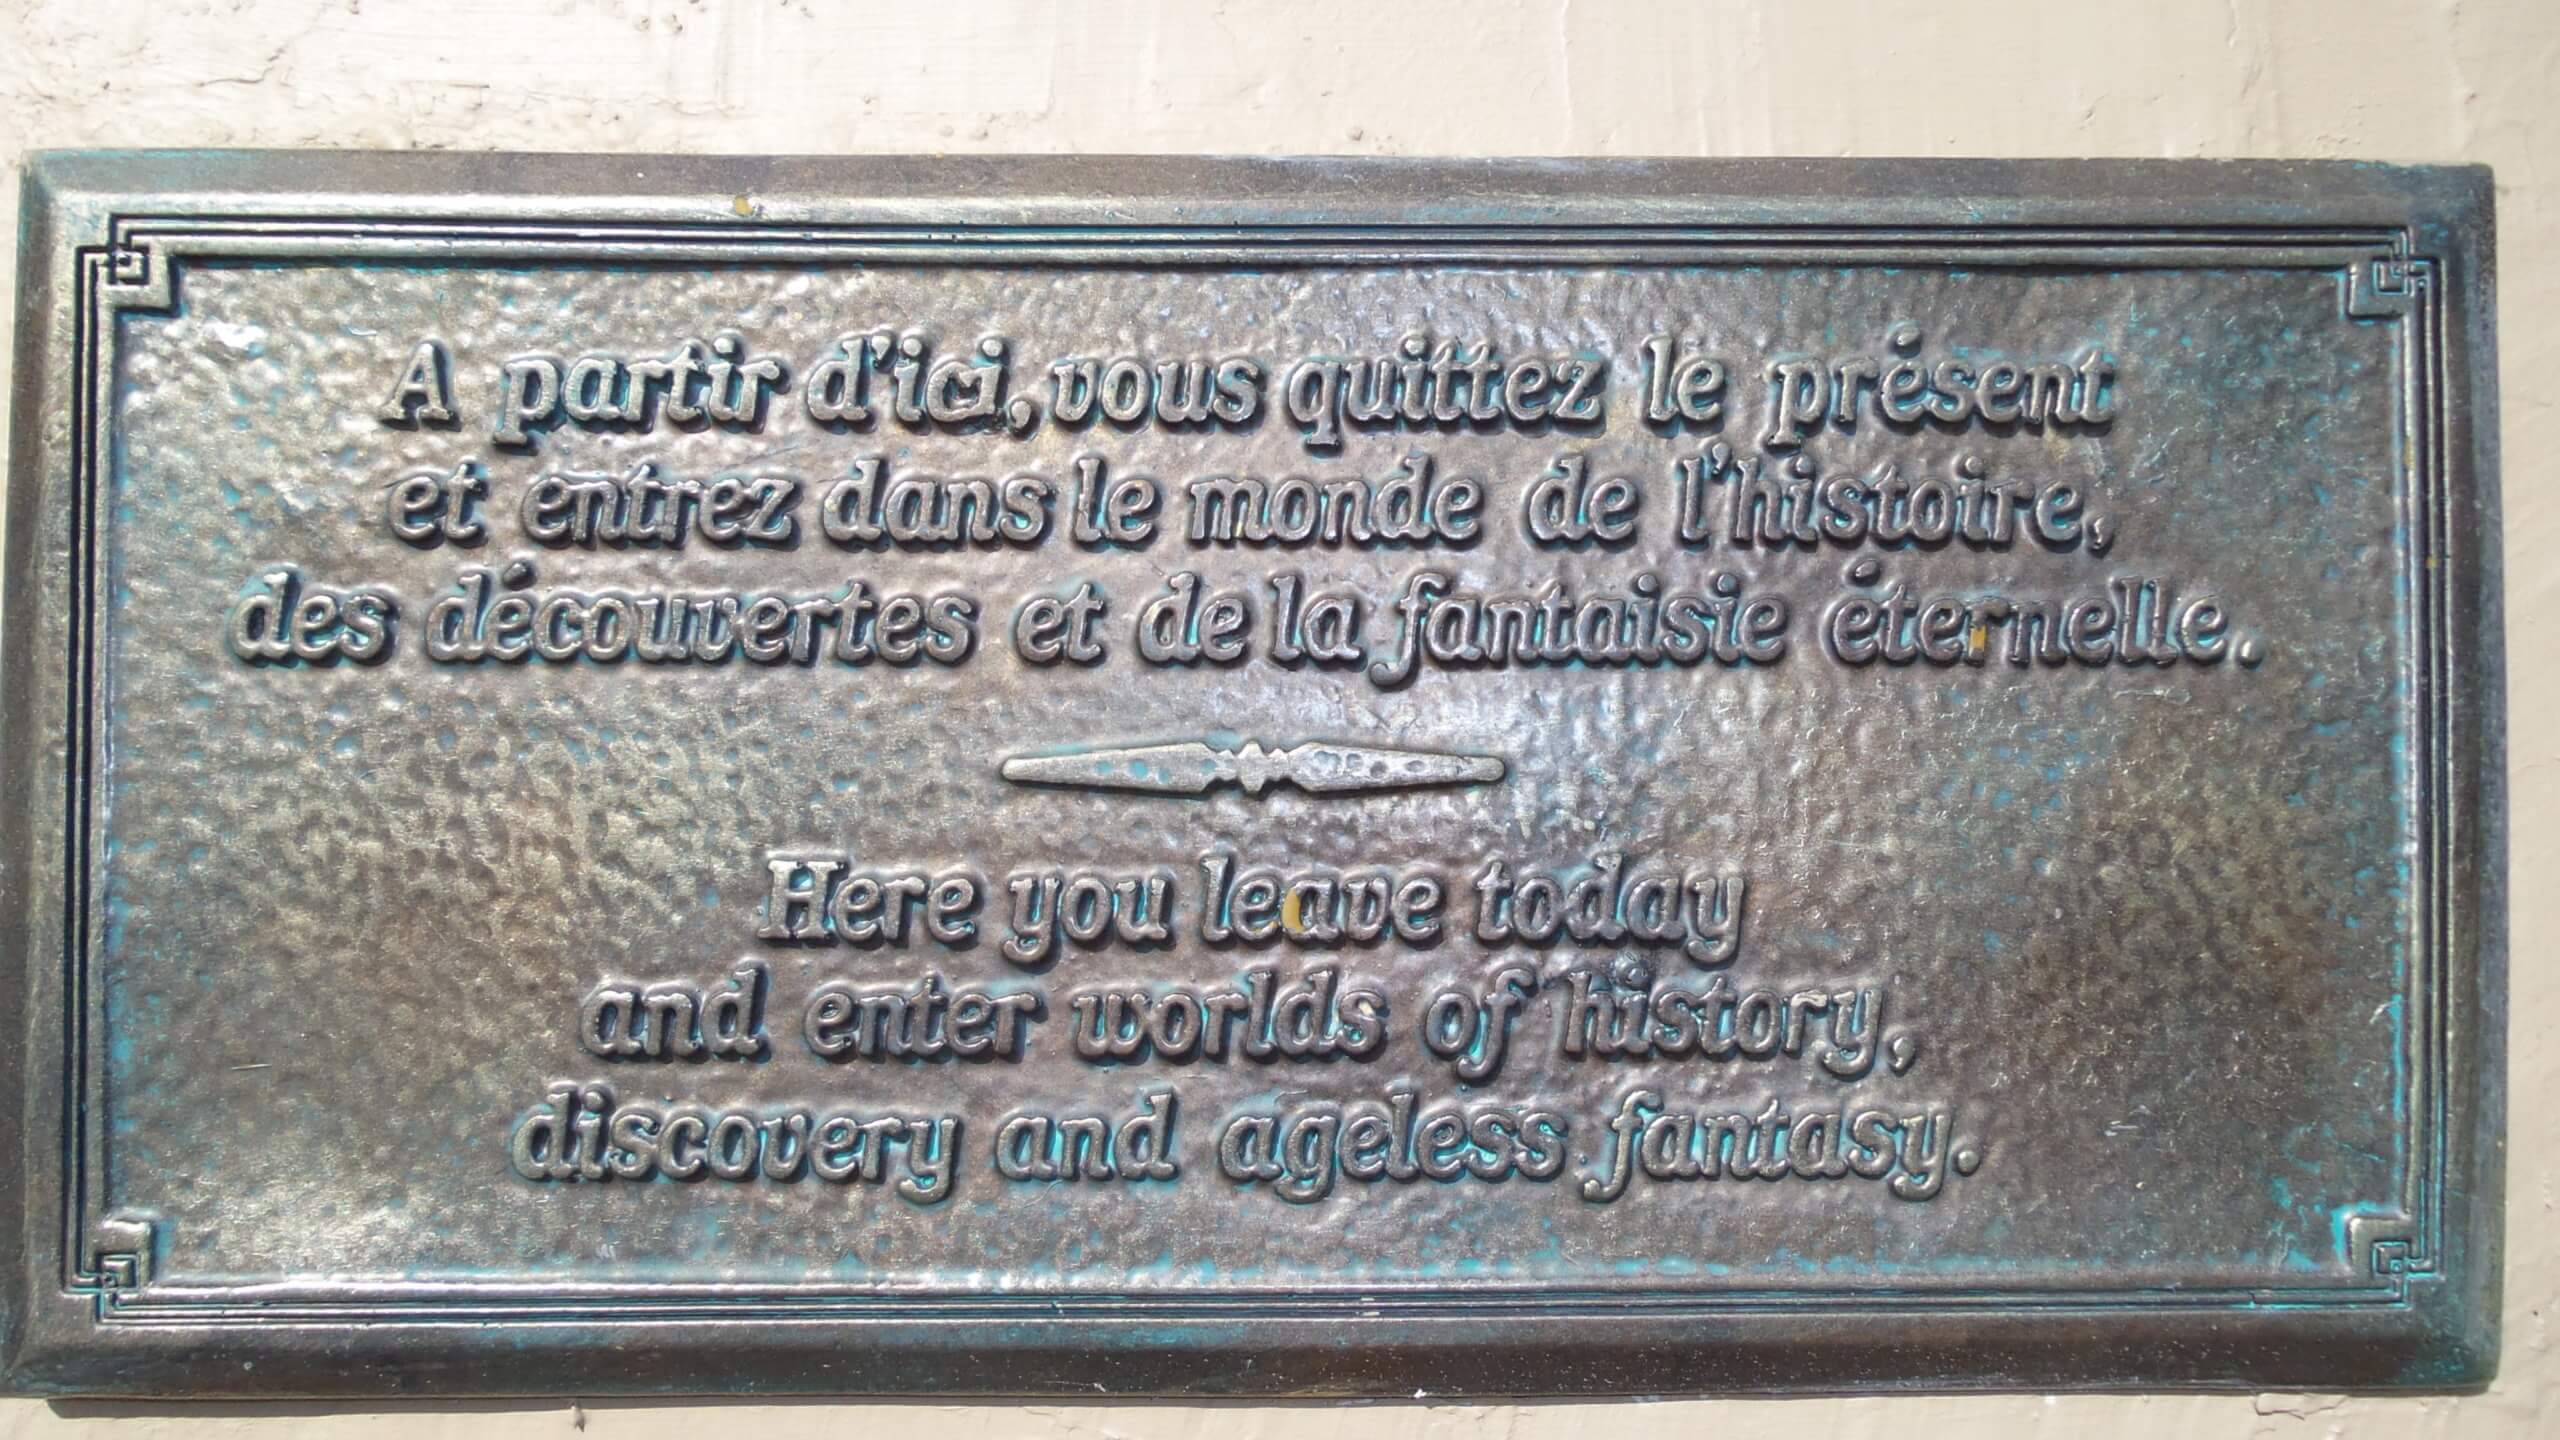 A partir d'ici, vous quittez le présent
et entrez dans le monde de l'histoire,
des découvertes et de la fantaisie éternelle.
Here you leave today
and enter worlds of history,
discovery and ageless fantasy.